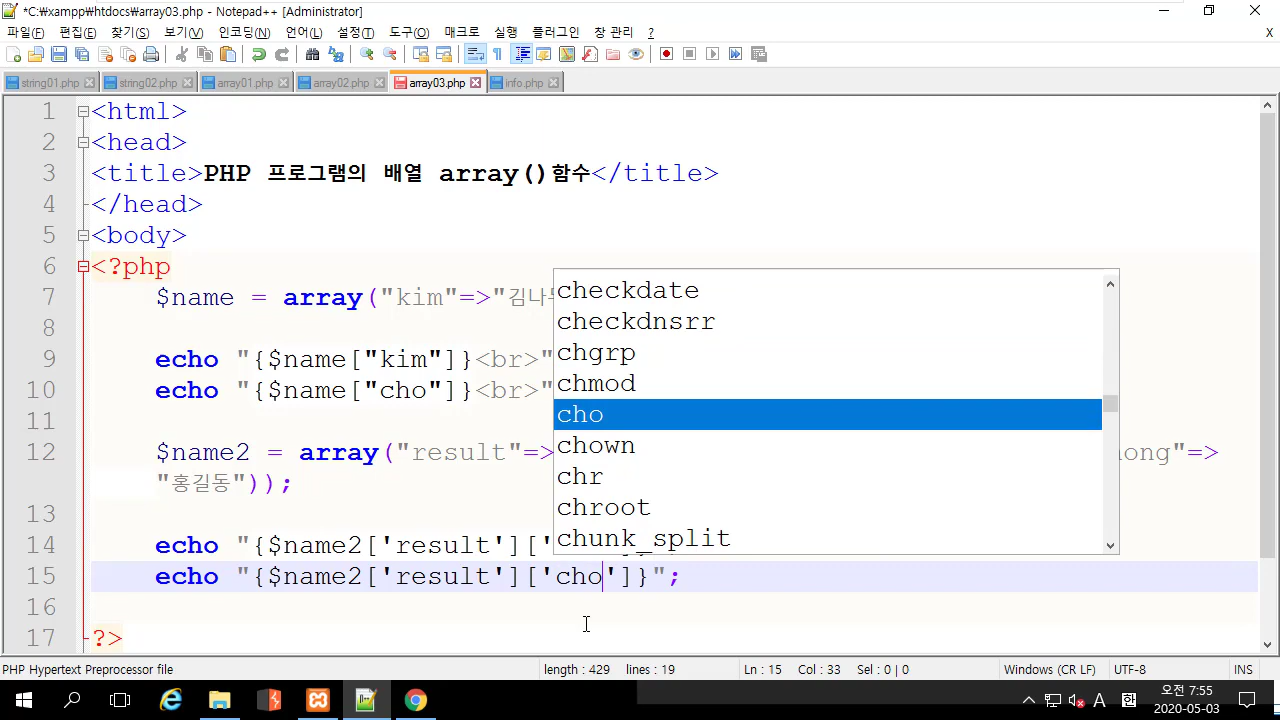 *C:₩xampp₩htdocs₩array03.php - Notepad++ [Administrator]
파일(F) 편집(E) 찾기(S) 보기(V) 인코딩(N) 언어(L) 설정(T) 도구(O) 매크로 실행 플러그인 창 관리 ? X
string01.php string02.php array01.php array02.php array03.php info.php
1 <html>
2 <head>
3 <title>PHP 프로그램의 배열 array()함수</title>
4 </head>
5 <body>
6 <?php
7 $name = array("kim"=>"김나
8
9 echo "{$name["kim"]}<br>"
10 echo "{$name["cho"]}<br>"
11
12 $name2 = array("result"=> ong"=>
"홍길동"));
13
14 echo "{$name2['result']['
15 echo "{$name2['result']['cho']}";
16
17 ?>
checkdate
checkdnsrr
chgrp
chmod
cho
chown
chr
chroot
chunk_split
PHP Hypertext Preprocessor file length : 429 lines : 19 Ln : 15 Col : 33 Sel : 0 | 0 Windows (CR LF) UTF-8 INS
A 한 오전 7:55
2020-05-03